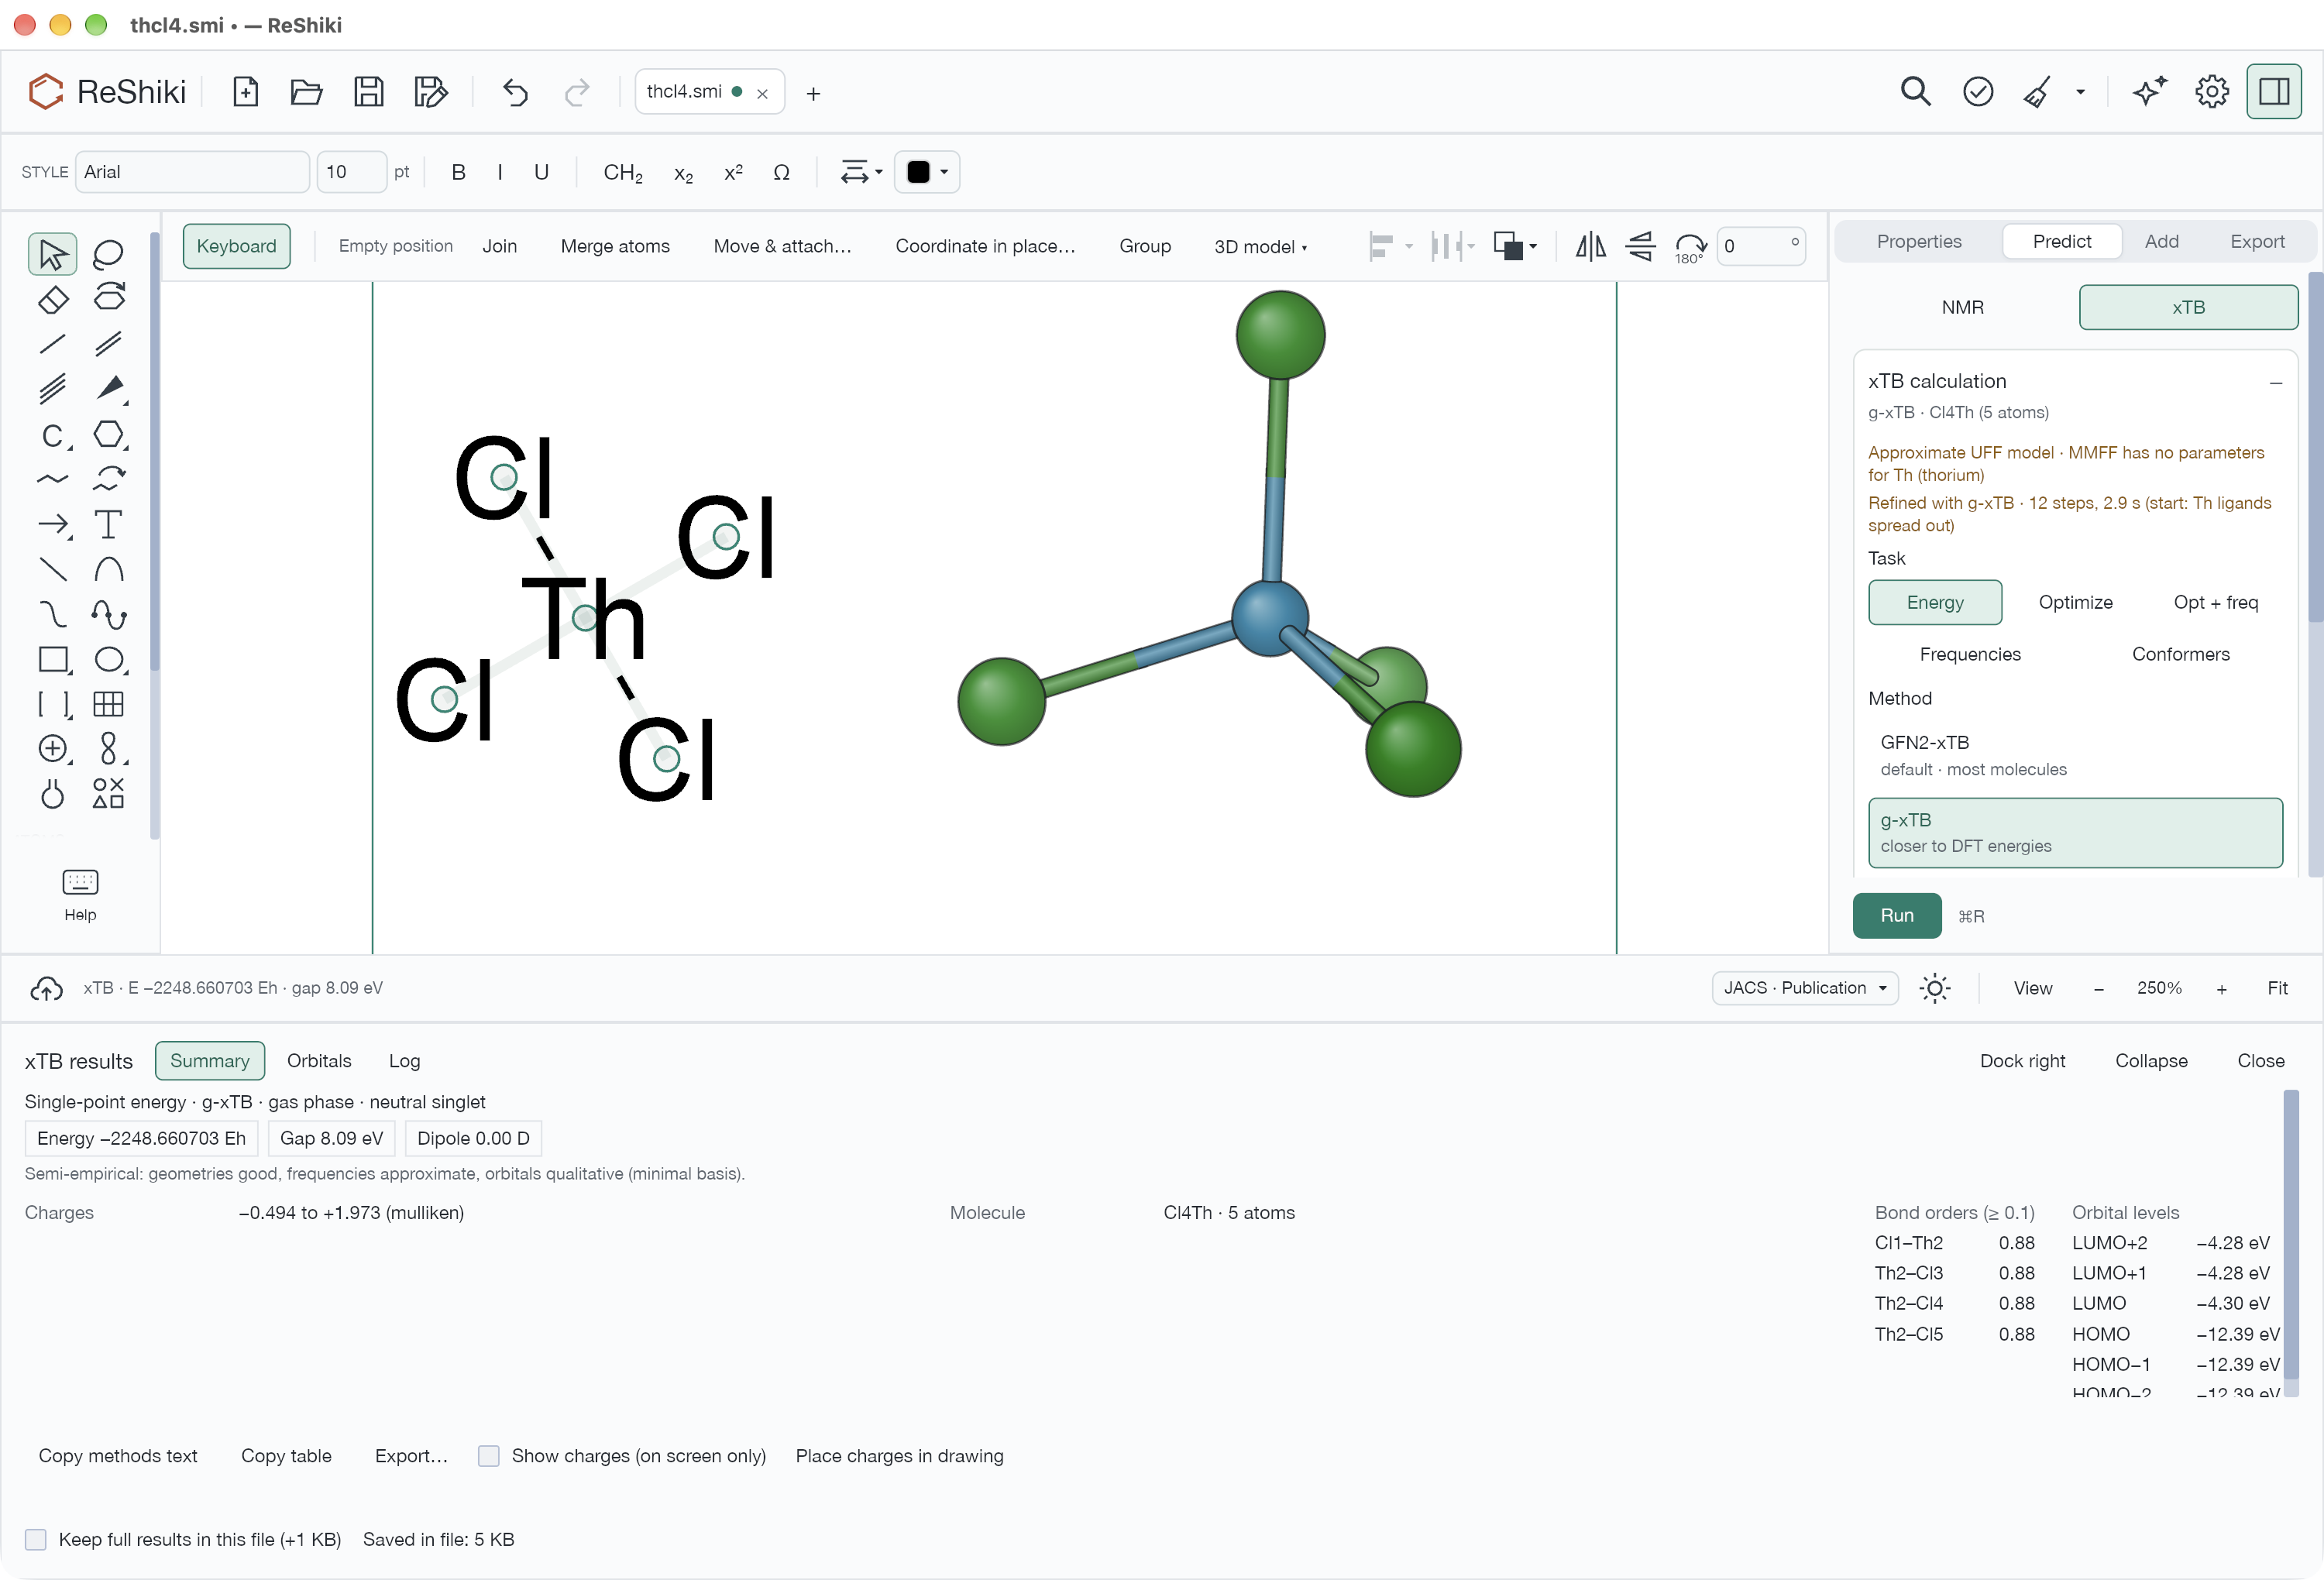 thcl4.smi • — ReShiki
ReShiki
thcl4.smi
STYLE Arial 10 pt B I U CH₂ x₂ x² Ω
Keyboard Empty position Join Merge atoms Move & attach... Coordinate in place... Group 3D model 180° 0 °
Properties Predict Add Export
NMR xTB
xTB calculation
g-xTB · Cl4Th (5 atoms)
Approximate UFF model · MMFF has no parameters
for Th (thorium)
Refined with g-xTB · 12 steps, 2.9 s (start: Th ligands
spread out)
Task
Energy Optimize Opt + freq
Frequencies Conformers
Method
GFN2-xTB
default · most molecules
g-xTB
closer to DFT energies
Run ⌘R
C
T
Help
Cl
Cl
Th
Cl
Cl
xTB · E −2248.660703 Eh · gap 8.09 eV
JACS · Publication View − 250% + Fit
xTB results Summary Orbitals Log Dock right Collapse Close
Single-point energy · g-xTB · gas phase · neutral singlet
Energy −2248.660703 Eh Gap 8.09 eV Dipole 0.00 D
Semi-empirical: geometries good, frequencies approximate, orbitals qualitative (minimal basis).
Charges −0.494 to +1.973 (mulliken) Molecule Cl4Th · 5 atoms
Bond orders (≥ 0.1) Orbital levels
Cl1–Th2 0.88 LUMO+2 −4.28 eV
Th2–Cl3 0.88 LUMO+1 −4.28 eV
Th2–Cl4 0.88 LUMO −4.30 eV
Th2–Cl5 0.88 HOMO −12.39 eV
HOMO−1 −12.39 eV
HOMO−2 −12.39 eV
Copy methods text Copy table Export... Show charges (on screen only) Place charges in drawing
Keep full results in this file (+1 KB) Saved in file: 5 KB